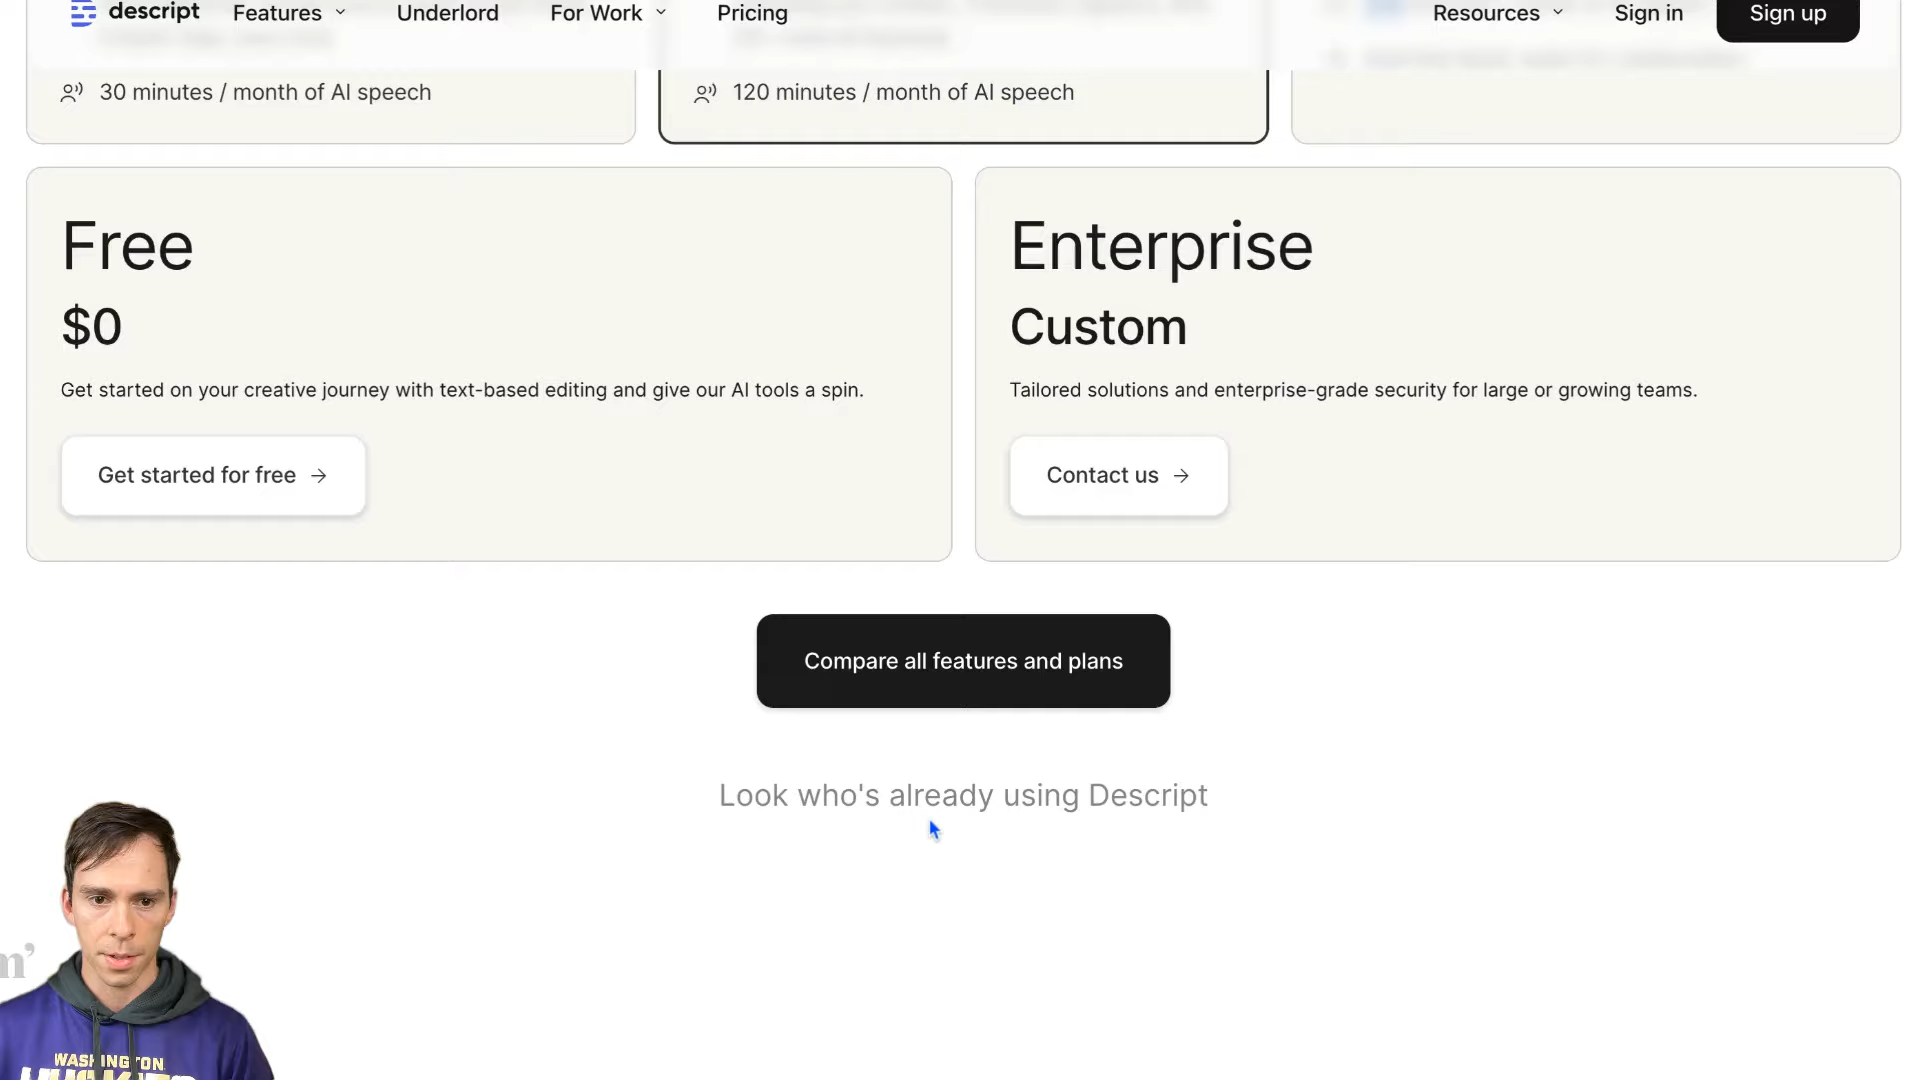 descript Features Underlord For Work Pricing Resources Sign in Sign up
30 minutes / month of AI speech
120 minutes / month of AI speech
Free
$0
Get started on your creative journey with text-based editing and give our AI tools a spin.
Get started for free →
Enterprise
Custom
Tailored solutions and enterprise-grade security for large or growing teams.
Contact us →
Compare all features and plans
Look who's already using Descript
WASHINGTON